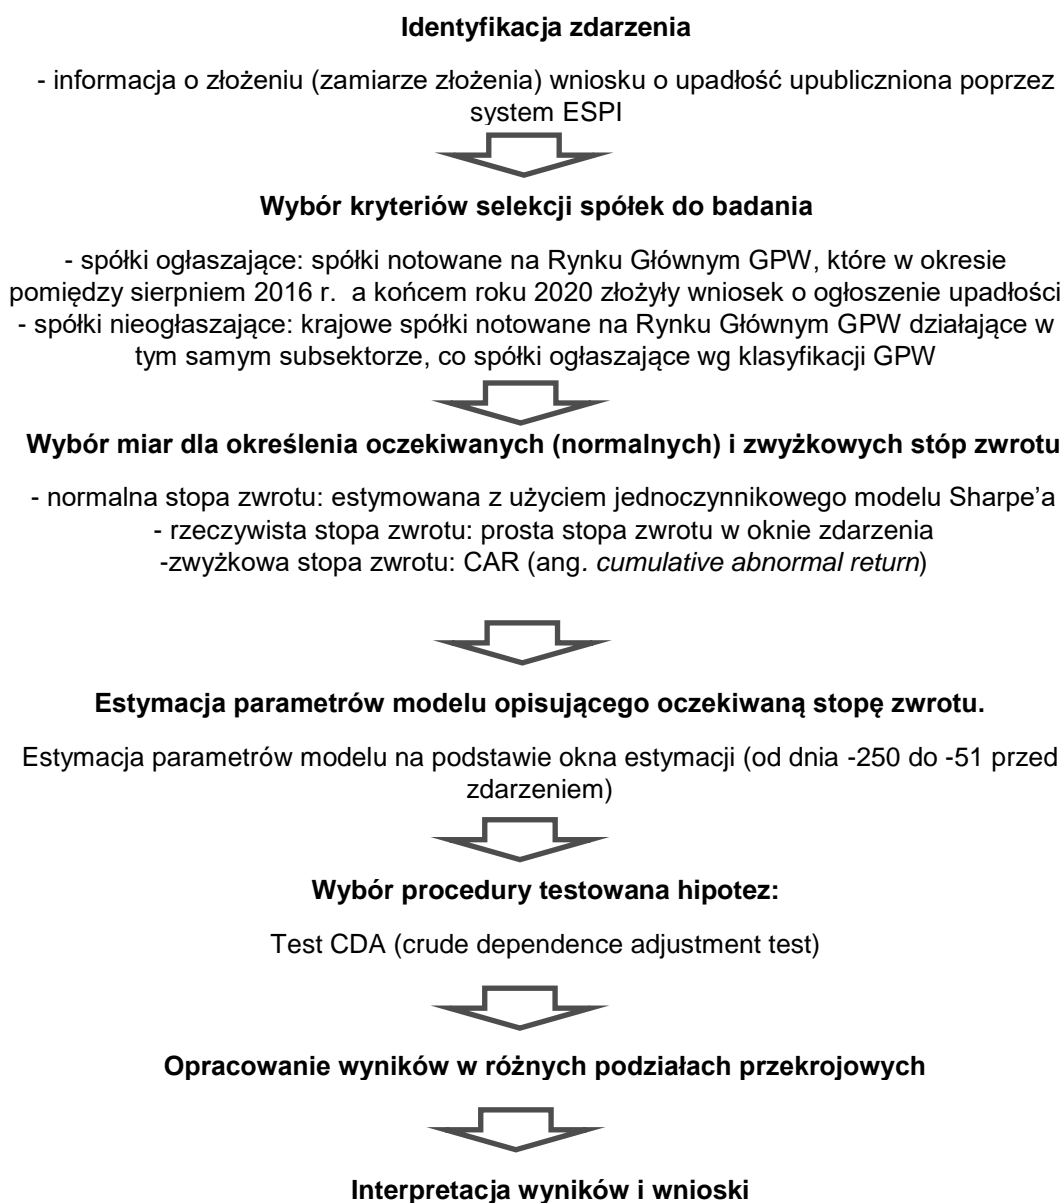 Identyfikacja zdarzenia
- informacja o złożeniu (zamiarze złożenia) wniosku o upadłość upubliczniona poprzez
system ESPI
Wybór kryteriów selekcji spółek do badania
- spółki ogłaszające: spółki notowane na Rynku Głównym GPW, które w okresie
pomiędzy sierpniem 2016 r. a końcem roku 2020 złożyły wniosek o ogłoszenie upadłości
- spółki nieogłaszające: krajowe spółki notowane na Rynku Głównym GPW działające w
tym samym subsektorze, co spółki ogłaszające wg klasyfikacji GPW
Wybór miar dla określenia oczekiwanych (normalnych) i zwyżkowych stóp zwrotu
- normalna stopa zwrotu: estymowana z użyciem jednoczynnikowego modelu Sharpe’a
- rzeczywista stopa zwrotu: prosta stopa zwrotu w oknie zdarzenia
-zwyżkowa stopa zwrotu: CAR (ang. cumulative abnormal return)
Estymacja parametrów modelu opisującego oczekiwaną stopę zwrotu.
Estymacja parametrów modelu na podstawie okna estymacji (od dnia -250 do -51 przed
zdarzeniem)
Wybór procedury testowana hipotez:
Test CDA (crude dependence adjustment test)
Opracowanie wyników w różnych podziałach przekrojowych
Interpretacja wyników i wnioski